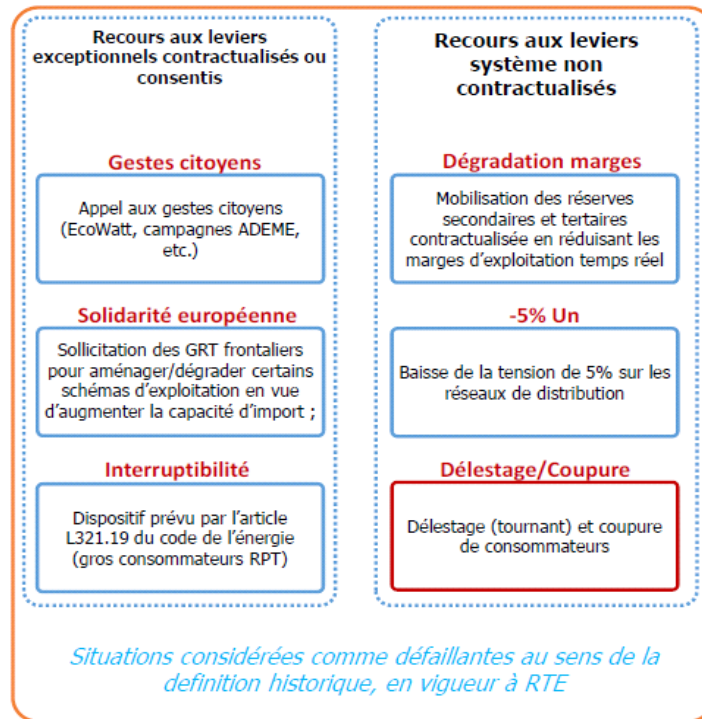 Recours aux leviers
exceptionnels contractualisés ou
consentis
Gestes citoyens
Appel aux gestes citoyens
(EcoWatt, campagnes ADEME,
etc.)
Solidarité européenne
Sollicitation des GRT frontaliers
pour aménager/dégrader certains
schémas d'exploitation en vue
d'augmenter la capacité d'import ;
Interruptibilité
Dispositif prévu par l'article
L321.19 du code de l'énergie
(gros consommateurs RPT)
Recours aux leviers
système non
contractualisés
Dégradation marges
Mobilisation des réserves
secondaires et tertaires
contractualisée en réduisant les
marges d'exploitation temps réel
-5% Un
Baisse de la tension de 5% sur les
réseaux de distribution
Délestage/Coupure
Délestage (tournant) et coupure
de consommateurs
Situations considérées comme défaillantes au sens de la
definition historique, en vigueur à RTE